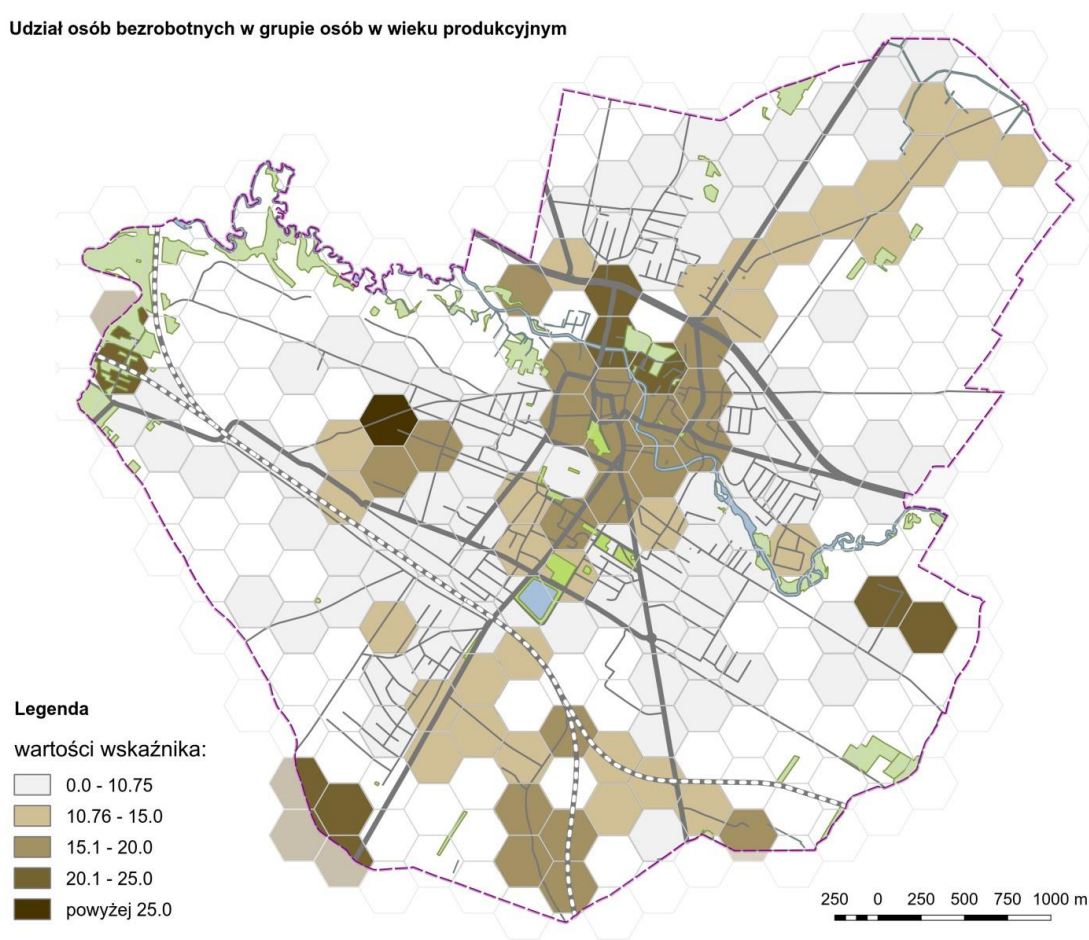 Udział osób bezrobotnych w grupie osób w wieku produkcyjnym
Legenda
wartości wskaźnika:
0.0 - 10.75
10.76 - 15.0
15.1 - 20.0
20.1 - 25.0
powyżej 25.0
250 0 250 500 750 1000 m